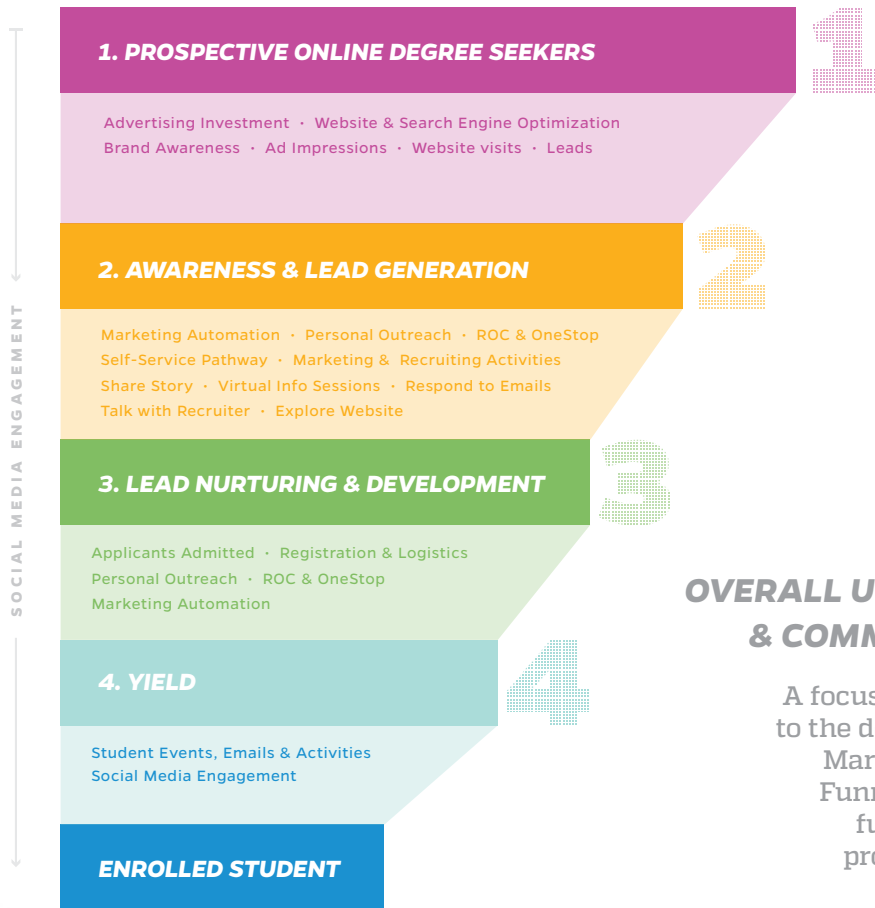 SOCIAL MEDIA ENGAGEMENT
1. PROSPECTIVE ONLINE DEGREE SEEKERS
1
Advertising Investment · Website & Search Engine Optimization
Brand Awareness · Ad Impressions · Website visits · Leads
2. AWARENESS & LEAD GENERATION
2
Marketing Automation · Personal Outreach · ROC & OneStop
Self-Service Pathway · Marketing & Recruiting Activities
Share Story · Virtual Info Sessions · Respond to Emails
Talk with Recruiter · Explore Website
3. LEAD NURTURING & DEVELOPMENT
3
Applicants Admitted · Registration & Logistics
Personal Outreach · ROC & OneStop
Marketing Automation
4. YIELD
4
Student Events, Emails & Activities
Social Media Engagement
ENROLLED STUDENT
OVERALL
&
A
to the